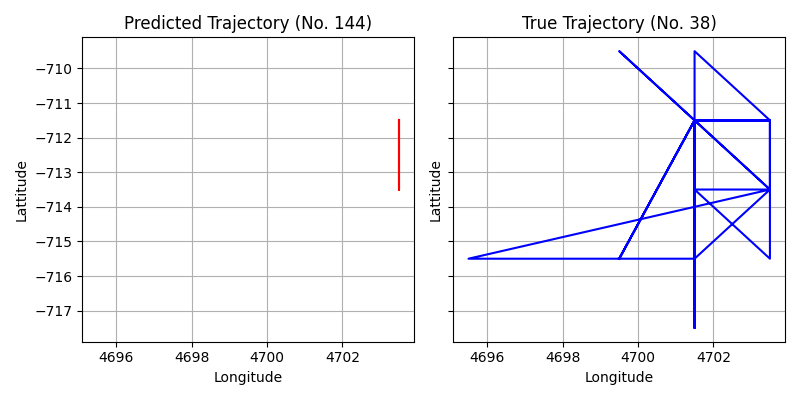 Predicted Trajectory (No. 144)
Lattitude
−710
−711
−712
−713
−714
−715
−716
−717
4696
4698
4700
4702
Longitude
True Trajectory (No. 38)
Lattitude
4696
4698
4700
4702
Longitude